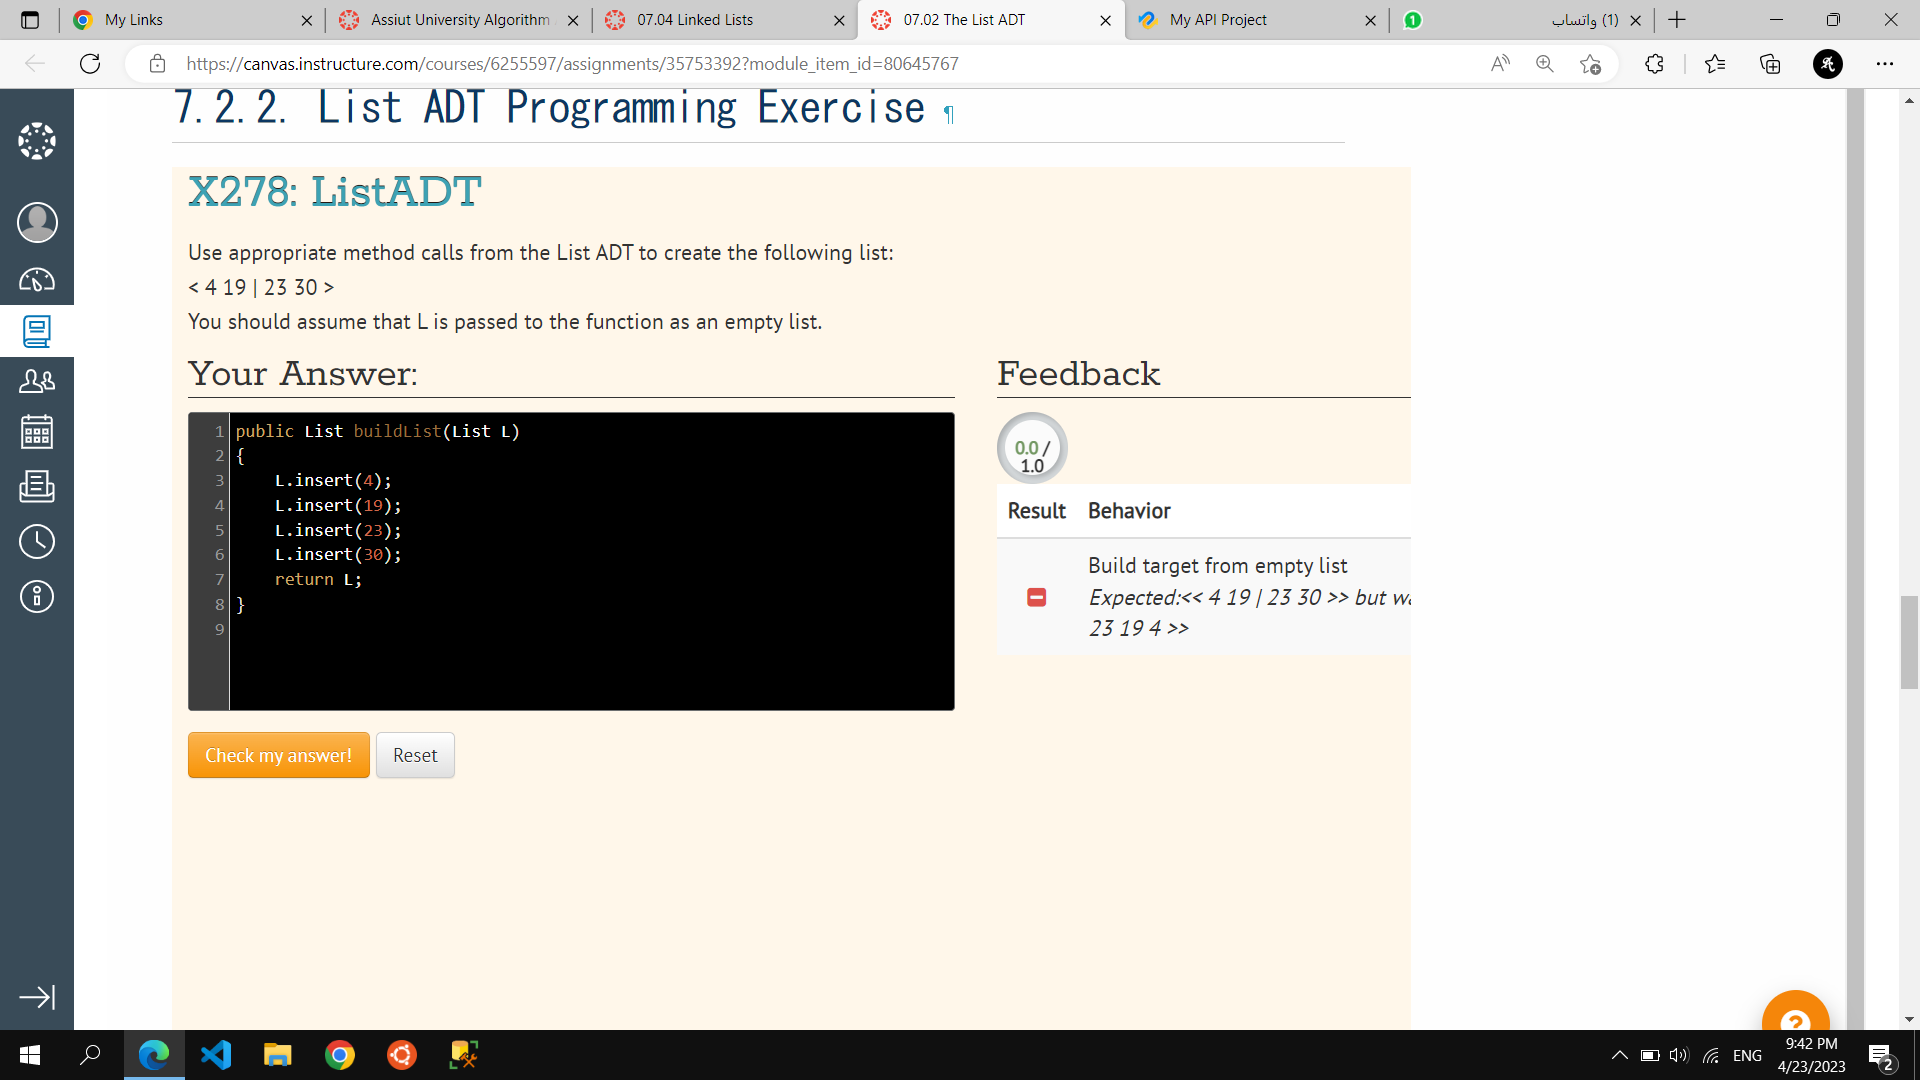 My Links
Assiut University Algorithm
07.04 Linked Lists
07.02 The List ADT
My API Project
1
(1) واتساب
https://canvas.instructure.com/courses/6255597/assignments/35753392?module_item_id=80645767
7.2.2. List ADT Programming Exercise ¶
X278: ListADT
Use appropriate method calls from the List ADT to create the following list:
< 4 19 | 23 30 >
You should assume that L is passed to the function as an empty list.
Your Answer:
1 public List buildList(List L)
2 {
3 L.insert(4);
4 L.insert(19);
5 L.insert(23);
6 L.insert(30);
7 return L;
8 }
9
Check my answer!
Reset
Feedback
0.0 /
1.0
Result Behavior
Build target from empty list
Expected:<< 4 19 | 23 30 >> but
23 19 4 >>
?
ENG
9:42 PM
4/23/2023
2